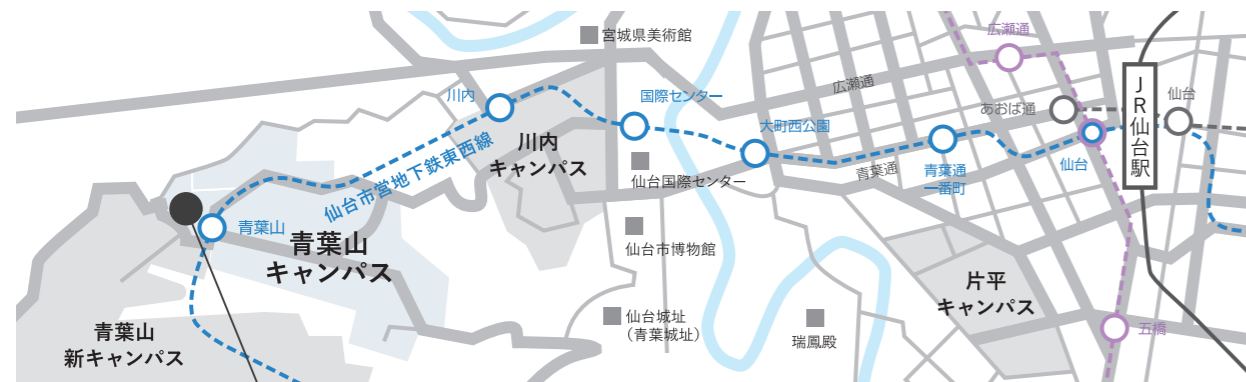 宮城県美術館
広瀬通
川内
国際センター
広瀬通
あおば通
仙台
JR仙台駅
大町西公園
川内
キャンパス
仙台市営地下鉄東西線
仙台国際センター
青葉通
青葉通
一番町
仙台
青葉山
青葉山
キャンパス
仙台市博物館
片平
キャンパス
仙台城址
（青葉城址）
瑞鳳殿
五橋
青葉山
新キャンパス